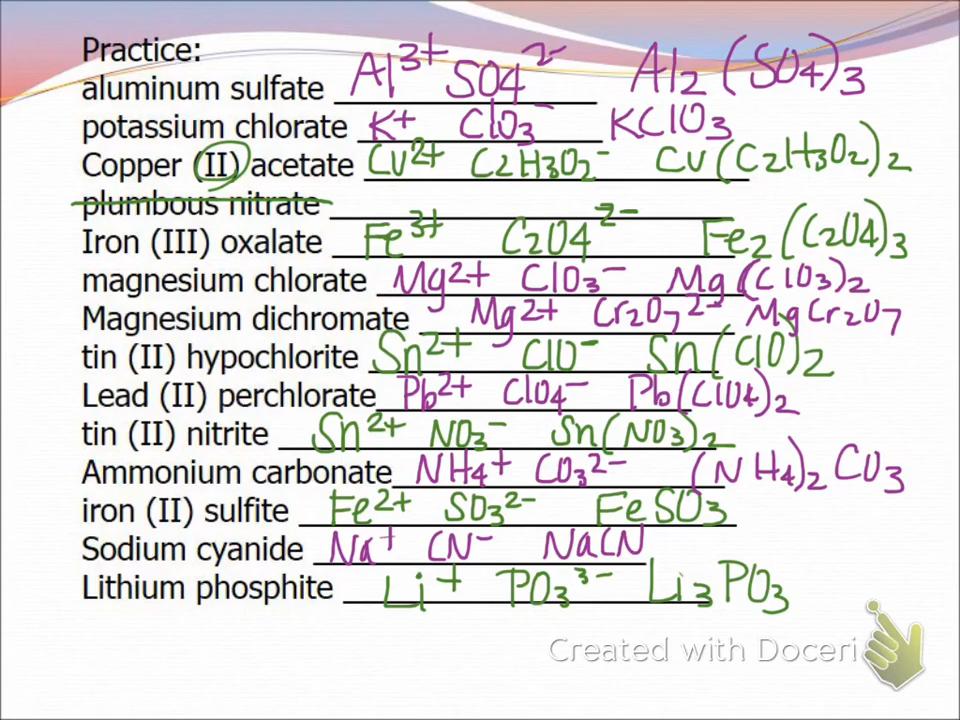 Practice:
aluminum sulfate Al3+ SO4 2- Al2(SO4)3
potassium chlorate K+ ClO3- KClO3
Copper (II) acetate Cu2+ C2H3O2- Cu(C2H3O2)2
plumbous nitrate
Iron (III) oxalate Fe3+ C2O4 2- Fe2(C2O4)3
magnesium chlorate Mg2+ ClO3- Mg(ClO3)2
Magnesium dichromate Mg2+ Cr2O7 2- MgCr2O7
tin (II) hypochlorite Sn2+ ClO- Sn(ClO)2
Lead (II) perchlorate Pb2+ ClO4- Pb(ClO4)2
tin (II) nitrite Sn2+ NO3- Sn(NO3)2
Ammonium carbonate NH4+ CO3 2- (NH4)2CO3
iron (II) sulfite Fe2+ SO3 2- FeSO3
Sodium cyanide Na+ CN- NaCN
Lithium phosphite Li+ PO3 3- Li3PO3
Created with Doceri